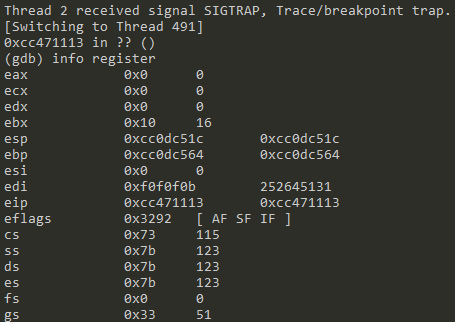 Thread 2 received signal SIGTRAP, Trace/breakpoint trap.
[Switching to Thread 491]
0xcc471113 in ?? ()
(gdb) info register
eax 0x0 0
ecx 0x0 0
edx 0x0 0
ebx 0x10 16
esp 0xcc0dc51c 0xcc0dc51c
ebp 0xcc0dc564 0xcc0dc564
esi 0x0 0
edi 0xf0f0f0b 252645131
eip 0xcc471113 0xcc471113
eflags 0x3292 [ AF SF IF ]
cs 0x73 115
ss 0x7b 123
ds 0x7b 123
es 0x7b 123
fs 0x0 0
gs 0x33 51